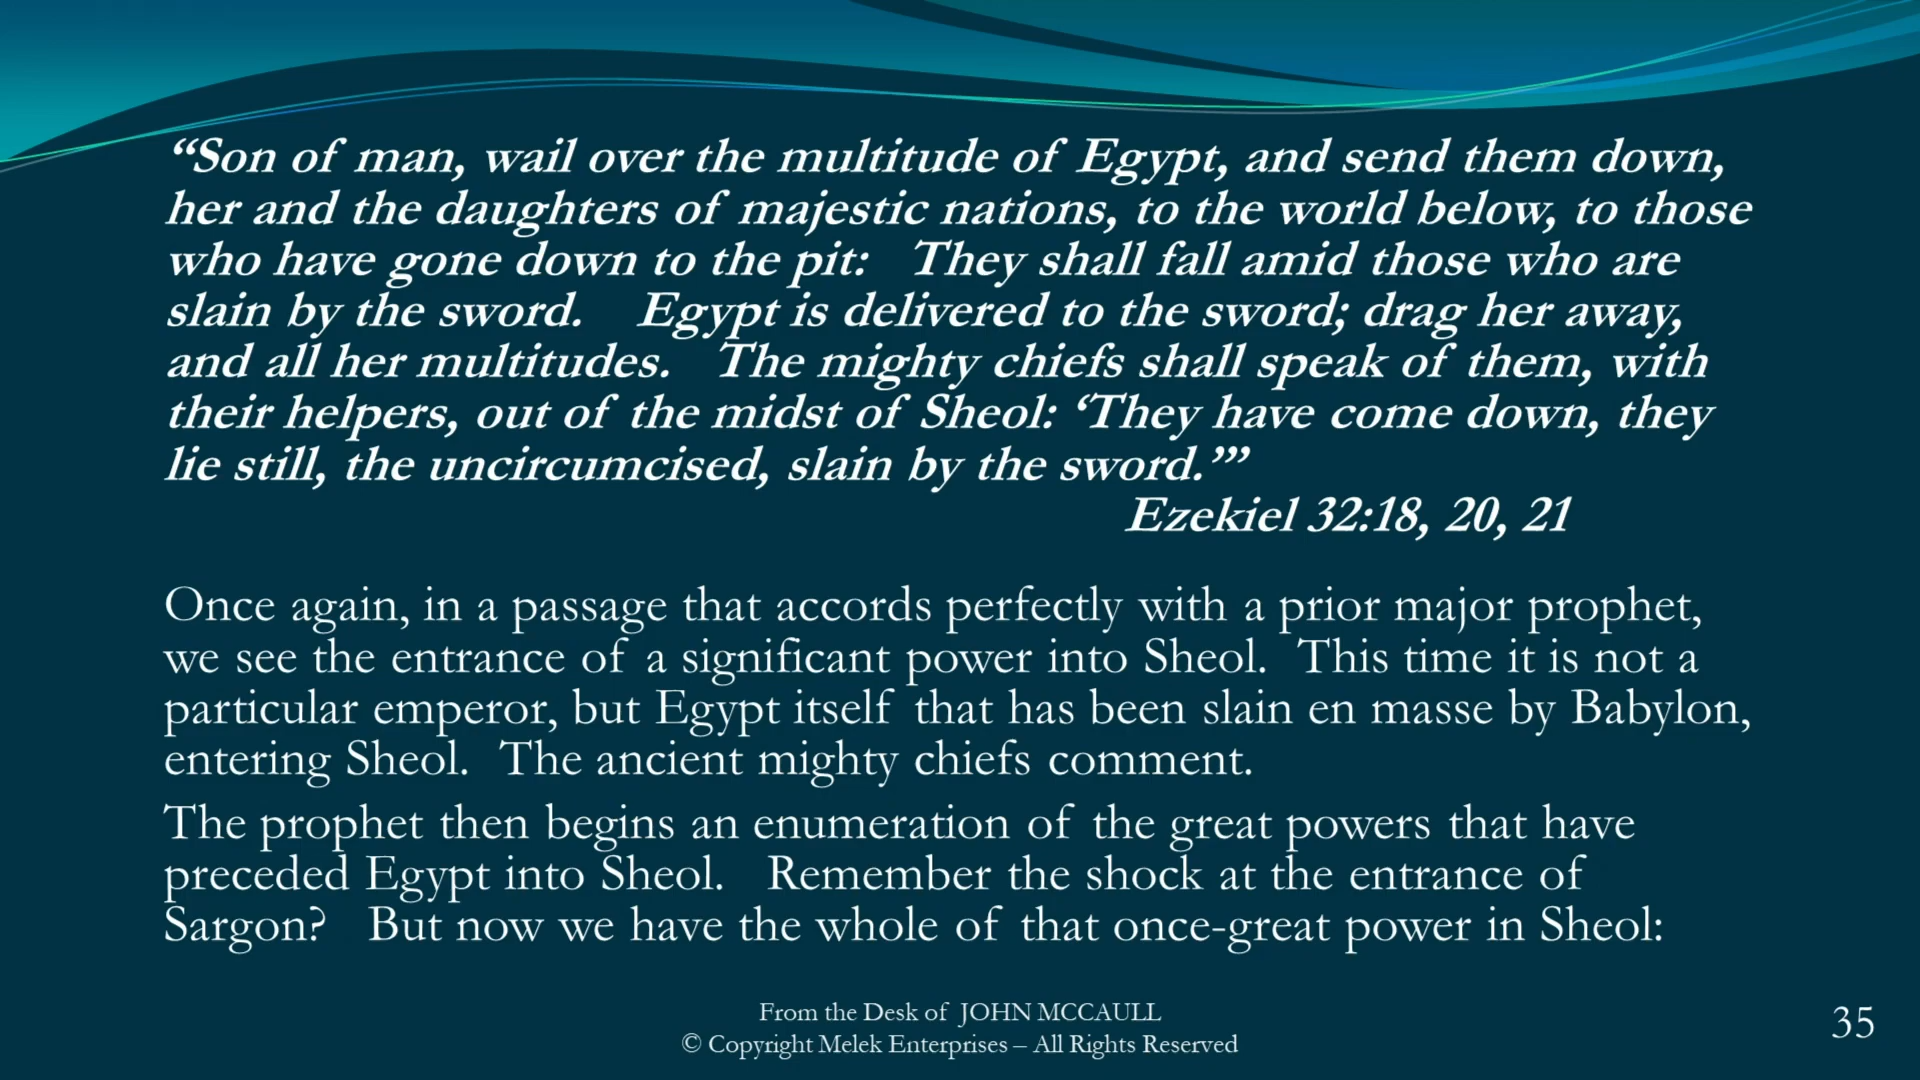 “Son of man, wail over the multitude of Egypt, and send them down,
her and the daughters of majestic nations, to the world below, to those
who have gone down to the pit: They shall fall amid those who are
slain by the sword. Egypt is delivered to the sword; drag her away,
and all her multitudes. The mighty chiefs shall speak of them, with
their helpers, out of the midst of Sheol: ‘They have come down, they
lie still, the uncircumcised, slain by the sword.’”
Ezekiel 32:18, 20, 21
Once again, in a passage that accords perfectly with a prior major prophet,
we see the entrance of a significant power into Sheol. This time it is not a
particular emperor, but Egypt itself that has been slain en masse by Babylon,
entering Sheol. The ancient mighty chiefs comment.
The prophet then begins an enumeration of the great powers that have
preceded Egypt into Sheol. Remember the shock at the entrance of
Sargon? But now we have the whole of that once-great power in Sheol:
From the Desk of JOHN MCCAULL
© Copyright Melek Enterprises – All Rights Reserved
35